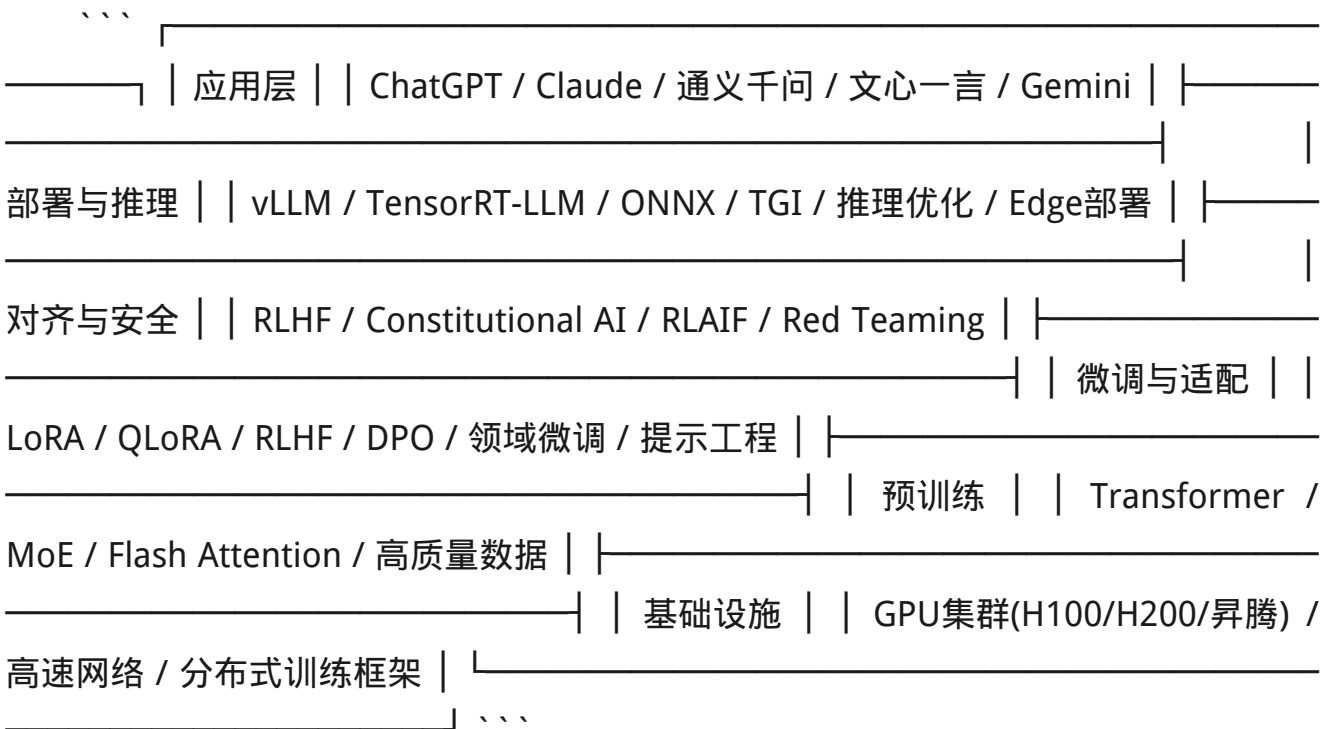 ``` ┌──────────────────────────────────────
──────┐ │ 应用层 │ │ ChatGPT / Claude / 通义千问 / 文心一言 / Gemini │ ├──────
──────────────────────────────────────┤ │
部署与推理 │ │ vLLM / TensorRT-LLM / ONNX / TGI / 推理优化 / Edge部署 │ ├─────
───────────────────────────────────────┤ │
对齐与安全 │ │ RLHF / Constitutional AI / RLAIF / Red Teaming │ ├─────────────
─────────────────────────────────┤ │ 微调与适配 │ │
LoRA / QLoRA / RLHF / DPO / 领域微调 / 提示工程 │ ├───────────────────────
──────────────────────────┤ │ 预训练 │ │ Transformer /
MoE / Flash Attention / 高质量数据 │ ├─────────────────────────────────
───────────────────┤ │ 基础设施 │ │ GPU集群(H100/H200/昇腾) /
高速网络 / 分布式训练框架 │ └──────────────────────────────────────
───────────────┘ ```